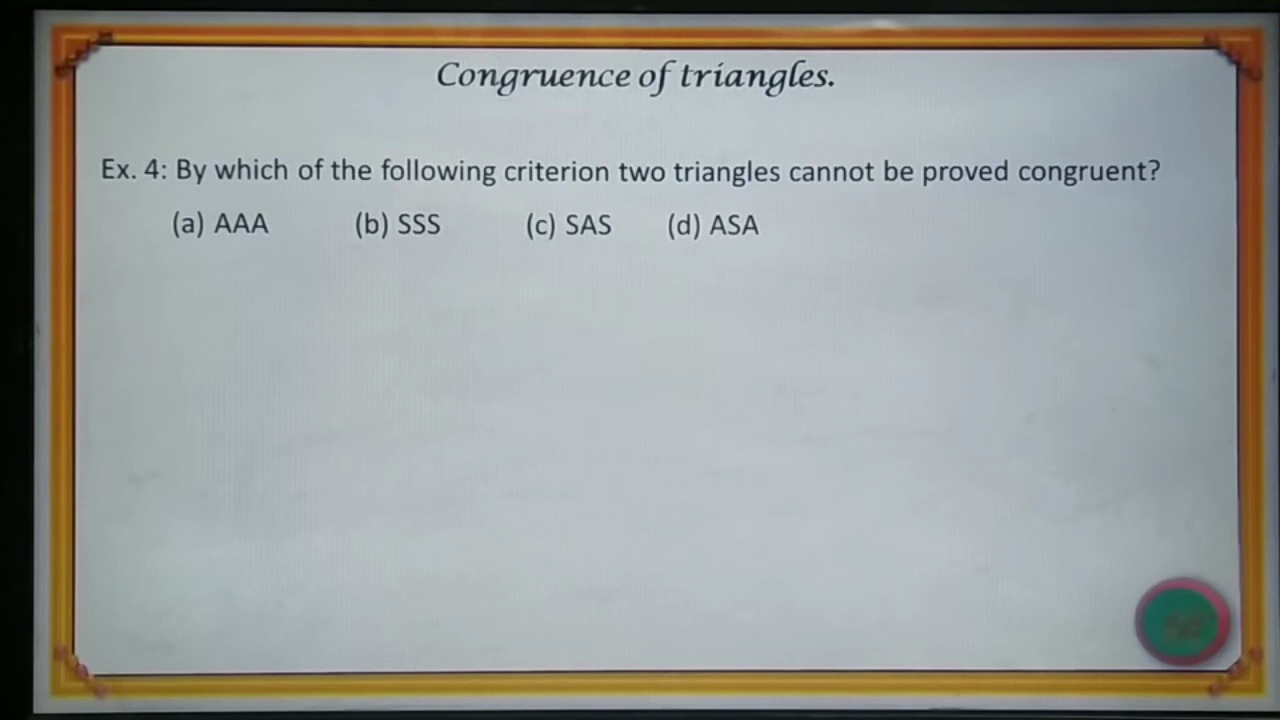 Congruence of triangles.
Ex. 4: By which of the following criterion two triangles cannot be proved congruent?
(a) AAA (b) SSS (c) SAS (d) ASA